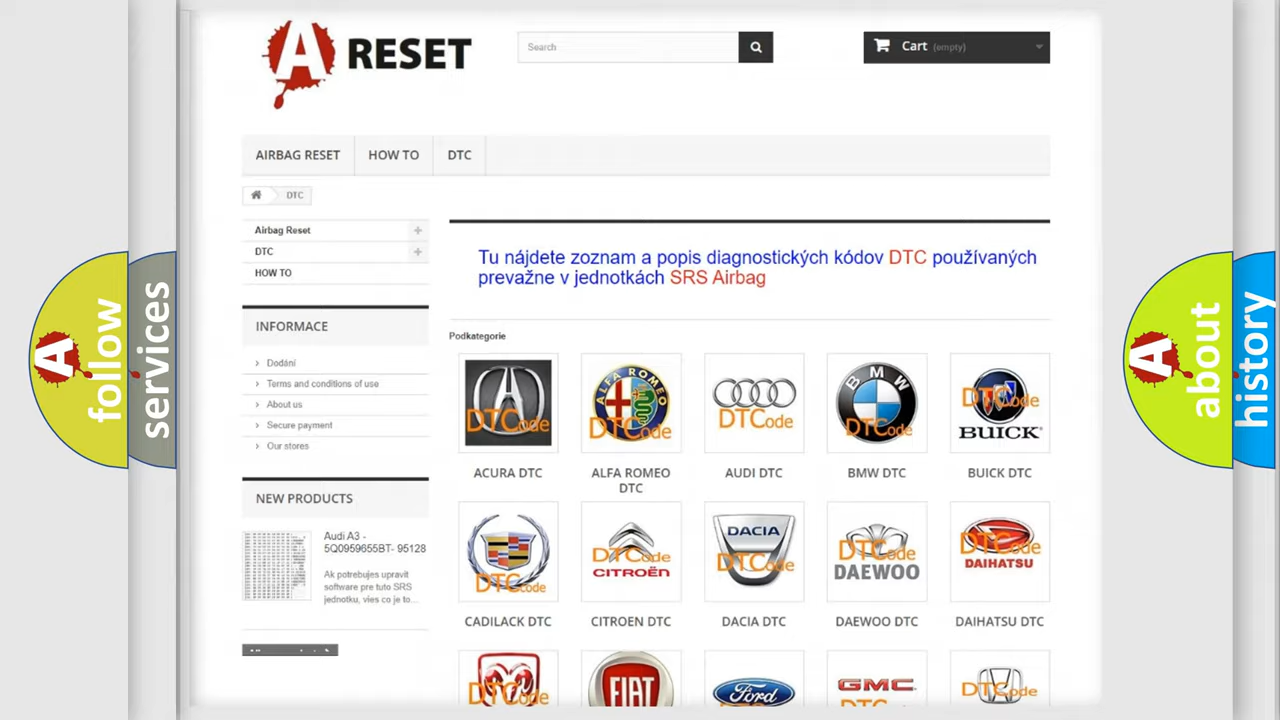 A RESET
Search
Cart (empty)
AIRBAG RESET
HOW TO
DTC
DTC
Airbag Reset
DTC
HOW TO
INFORMACE
Dodání
Terms and conditions of use
About us
Secure payment
Our stores
NEW PRODUCTS
Audi A3 -
5Q0959655BT- 95128
Ak potrebujes upravit
software pre tuto SRS
jednotku, vies co je to...
Tu nájdete zoznam a popis diagnostických kódov DTC používaných
prevažne v jednotkách SRS Airbag
Podkategorie
DTCode
ALFA ROMEO
DTCode
DTCode
BMW
DTCode
DTCode
BUICK
ACURA DTC
ALFA ROMEO
DTC
AUDI DTC
BMW DTC
BUICK DTC
DTCode
DTCode
CITROËN
DACIA
DTCode
DTCode
DAEWOO
DTCode
DAIHATSU
CADILACK DTC
CITROEN DTC
DACIA DTC
DAEWOO DTC
DAIHATSU DTC
DTCode
FIAT
Ford
GMC
DTCode
A follow
services
A about
history